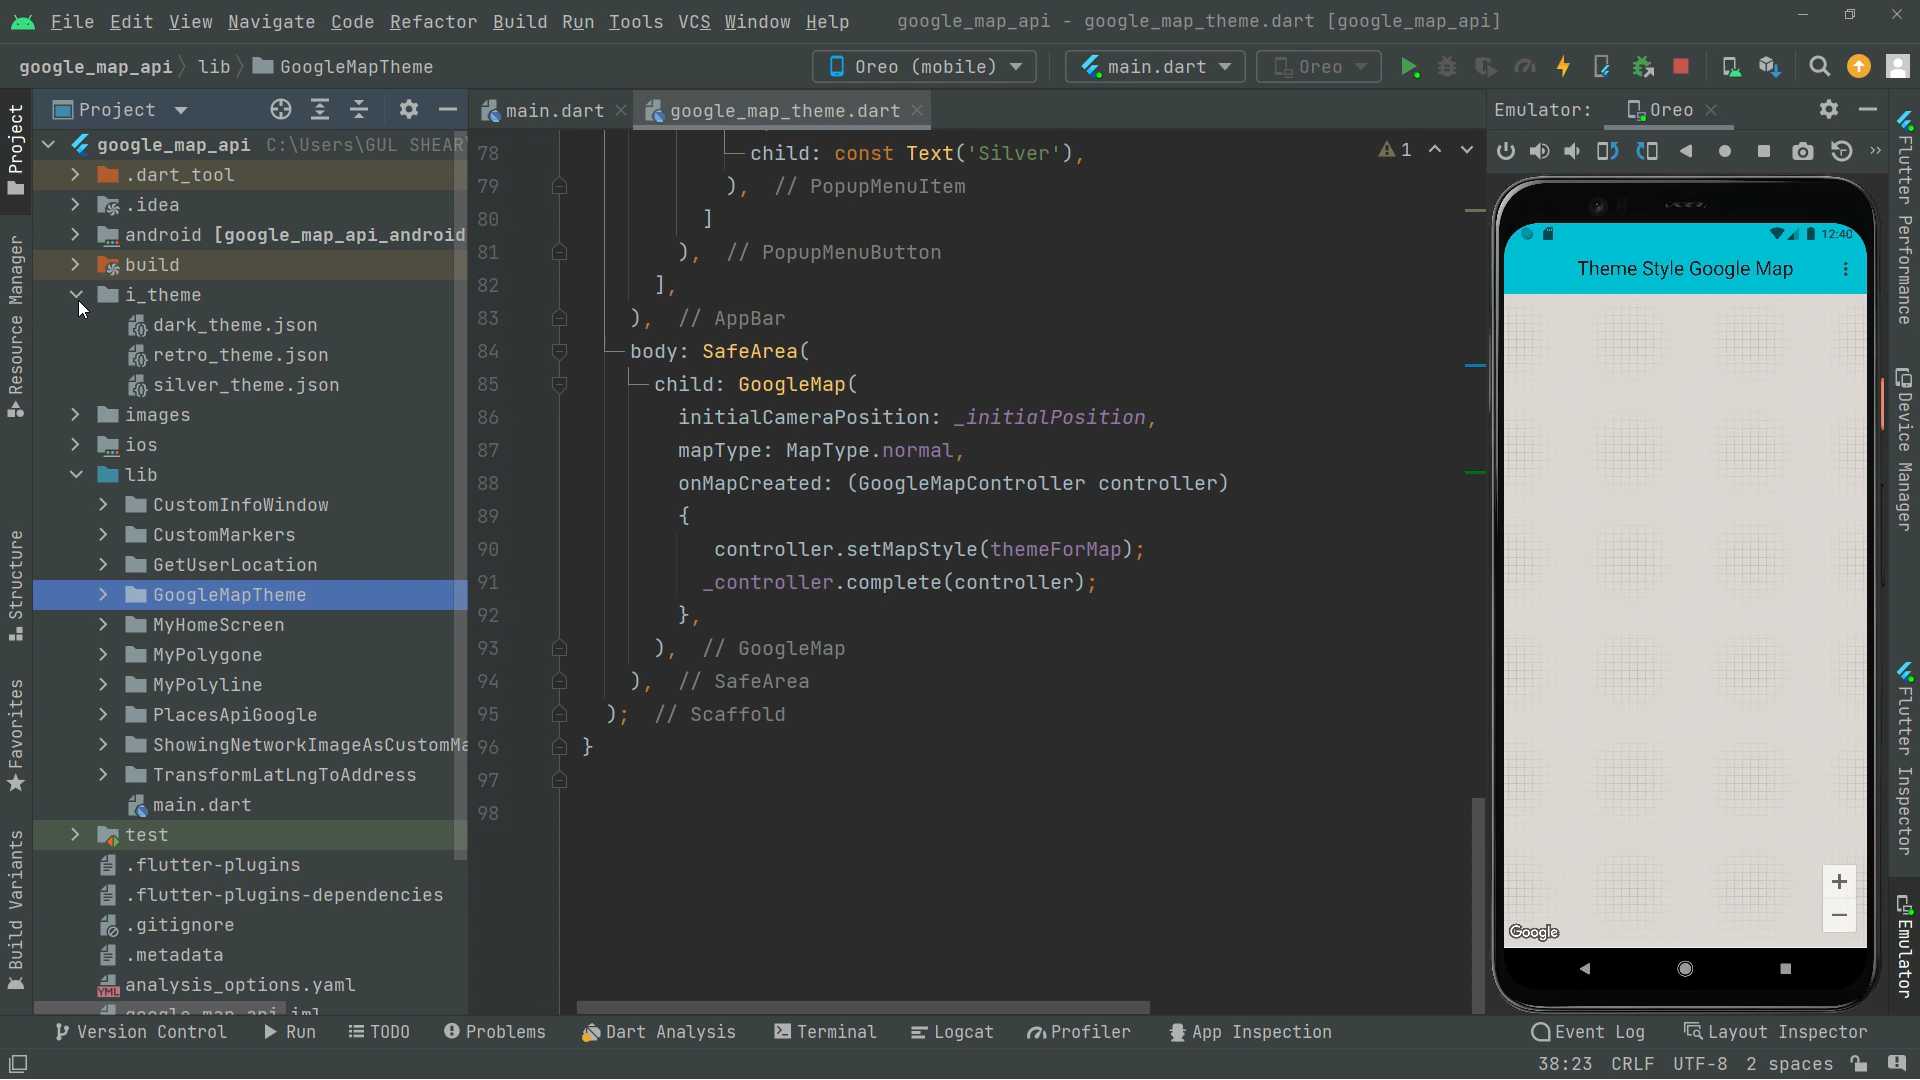 File Edit View Navigate Code Refactor Build Run Tools VCS Window Help google_map_api - google_map_theme.dart [google_map_api]
google_map_api lib GoogleMapTheme Oreo (mobile) main.dart Oreo
Project main.dart google_map_theme.dart Emulator: Oreo
Project
Resource Manager
Structure
Favorites
Build Variants
google_map_api C:\Users\GUL SHEAR
.dart_tool
.idea
android [google_map_api_android
build
i_theme
dark_theme.json
retro_theme.json
silver_theme.json
images
ios
lib
CustomInfoWindow
CustomMarkers
GetUserLocation
GoogleMapTheme
MyHomeScreen
MyPolygone
MyPolyline
PlacesApiGoogle
ShowingNetworkImageAsCustomMa
TransformLatLngToAddress
main.dart
test
.flutter-plugins
.flutter-plugins-dependencies
.gitignore
.metadata
analysis_options.yaml
google_map_api.iml
78 child: const Text('Silver'), 1
79 ), // PopupMenuItem
80 ]
81 ), // PopupMenuButton
82 ],
83 ), // AppBar
84 body: SafeArea(
85 child: GoogleMap(
86 initialCameraPosition: _initialPosition,
87 mapType: MapType.normal,
88 onMapCreated: (GoogleMapController controller)
89 {
90 controller.setMapStyle(themeForMap);
91 _controller.complete(controller);
92 },
93 ), // GoogleMap
94 ), // SafeArea
95 ); // Scaffold
96 }
97
98
12:40
Theme Style Google Map
+
−
Google
Flutter Performance
Device Manager
Flutter Inspector
Emulator
Version Control Run TODO Problems Dart Analysis Terminal Logcat Profiler App Inspection Event Log Layout Inspector
38:23 CRLF UTF-8 2 spaces